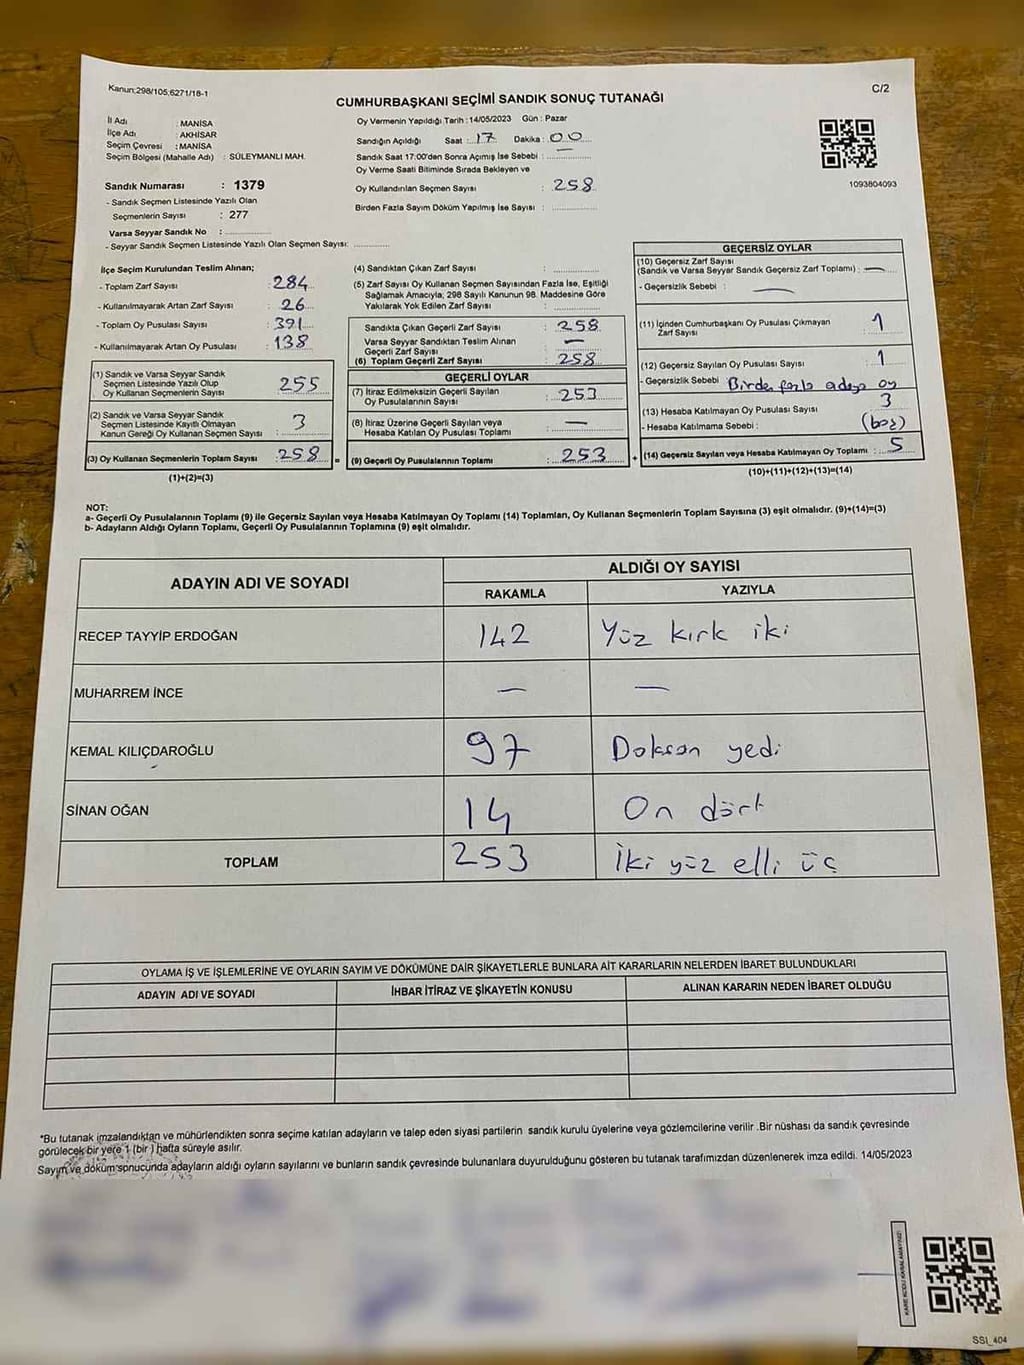 Kanun:298/105;6271/18-1
C/2
CUMHURBAŞKANI SEÇİMİ SANDIK SONUÇ TUTANAĞI
İl Adı : MANİSA
İlçe Adı : AKHİSAR
Seçim Çevresi : MANİSA
Seçim Bölgesi (Mahalle Adı) : SÜLEYMANLI MAH.
Sandık Numarası : 1379
- Sandık Seçmen Listesinde Yazılı Olan
Seçmenlerin Sayısı : 277
Varsa Seyyar Sandık No :
- Seyyar Sandık Seçmen Listesinde Yazılı Olan Seçmen Sayısı:
Oy Vermenin Yapıldığı Tarih : 14/05/2023 Gün : Pazar
Sandığın Açıldığı Saat : 17 Dakika : 00
Sandık Saat 17:00'dan Sonra Açımış İse Sebebi : —
Oy Verme Saati Bitiminde Sırada Bekleyen ve
Oy Kullandırılan Seçmen Sayısı : 258
Birden Fazla Sayım Döküm Yapılmış İse Sayısı :
1093804093
İlçe Seçim Kurulundan Teslim Alınan;
- Toplam Zarf Sayısı : 284
- Kullanılmayarak Artan Zarf Sayısı : 26
- Toplam Oy Pusulası Sayısı : 391
- Kullanılmayarak Artan Oy Pusulası : 138
(1) Sandık ve Varsa Seyyar Sandık
Seçmen Listesinde Yazılı Olup
Oy Kullanan Seçmenlerin Sayısı : 255
(2) Sandık ve Varsa Seyyar Sandık
Seçmen Listesinde Kayıtlı Olmayan
Kanun Gereği Oy Kullanan Seçmen Sayısı : 3
(3) Oy Kullanan Seçmenlerin Toplam Sayısı : 258
(1)+(2)=(3)
(4) Sandıktan Çıkan Zarf Sayısı :
(5) Zarf Sayısı Oy Kullanan Seçmen Sayısından Fazla İse, Eşitliği
Sağlamak Amacıyla; 298 Sayılı Kanunun 98. Maddesine Göre
Yakılarak Yok Edilen Zarf Sayısı :
Sandıkta Çıkan Geçerli Zarf Sayısı : 258
Varsa Seyyar Sandıktan Teslim Alınan
Geçerli Zarf Sayısı : —
(6) Toplam Geçerli Zarf Sayısı : 258
GEÇERLİ OYLAR
(7) İtiraz Edilmeksizin Geçerli Sayılan
Oy Pusulalarının Sayısı : 253
(8) İtiraz Üzerine Geçerli Sayılan veya
Hesaba Katılan Oy Pusulası Toplamı : —
= (9) Geçerli Oy Pusulalarının Toplamı : 253
GEÇERSİZ OYLAR
(10) Geçersiz Zarf Sayısı
(Sandık ve Varsa Seyyar Sandık Geçersiz Zarf Toplamı) : —
- Geçersizlik Sebebi : —
(11) İçinden Cumhurbaşkanı Oy Pusulası Çıkmayan
Zarf Sayısı : 1
(12) Geçersiz Sayılan Oy Pusulası Sayısı : 1
- Geçersizlik Sebebi : Birden fazla adaya oy
(13) Hesaba Katılmayan Oy Pusulası Sayısı : 3
- Hesaba Katılmama Sebebi : (boş)
+ (14) Geçersiz Sayılan veya Hesaba Katılmayan Oy Toplamı : 5
(10)+(11)+(12)+(13)=(14)
NOT:
a- Geçerli Oy Pusulalarının Toplamı (9) ile Geçersiz Sayılan veya Hesaba Katılmayan Oy Toplamı (14) Toplamları, Oy Kullanan Seçmenlerin Toplam Sayısına (3) eşit olmalıdır. (9)+(14)=(3)
b- Adayların Aldığı Oyların Toplamı, Geçerli Oy Pusulalarının Toplamına (9) eşit olmalıdır.
ADAYIN ADI VE SOYADI ALDIĞI OY SAYISI
RAKAMLA YAZIYLA
RECEP TAYYİP ERDOĞAN 142 Yüz kırk iki
MUHARREM İNCE — —
KEMAL KILIÇDAROĞLU 97 Doksan yedi
SİNAN OĞAN 14 On dört
TOPLAM 253 İki yüz elli üç
OYLAMA İŞ VE İŞLEMLERİNE VE OYLARIN SAYIM VE DÖKÜMÜNE DAİR ŞİKAYETLERLE BUNLARA AİT KARARLARIN NELERDEN İBARET BULUNDUKLARI
ADAYIN ADI VE SOYADI İHBAR İTİRAZ VE ŞİKAYETİN KONUSU ALINAN KARARIN NEDEN İBARET OLDUĞU
*Bu tutanak imzalandıktan ve mühürlendikten sonra seçime katılan adayların ve talep eden siyasi partilerin sandık kurulu üyelerine veya gözlemcilerine verilir .Bir nüshası da sandık çevresinde
görülecek bir yere 1 (bir ) hafta süreyle asılır.
Sayım ve döküm sonucunda adayların aldığı oyların sayılarını ve bunların sandık çevresinde bulunanlara duyurulduğunu gösteren bu tutanak tarafımızdan düzenlenerek imza edildi. 14/05/2023
KARE KODU KARALAMAYINIZ!
SSI_404